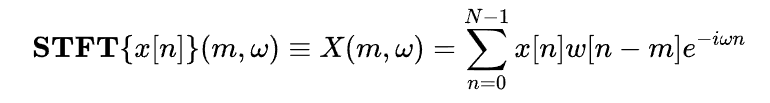 STFT{x[n]}(m, ω) ≡ X(m, ω) = ∑_{n=0}^{N−1} x[n]w[n − m]e^{−iωn}